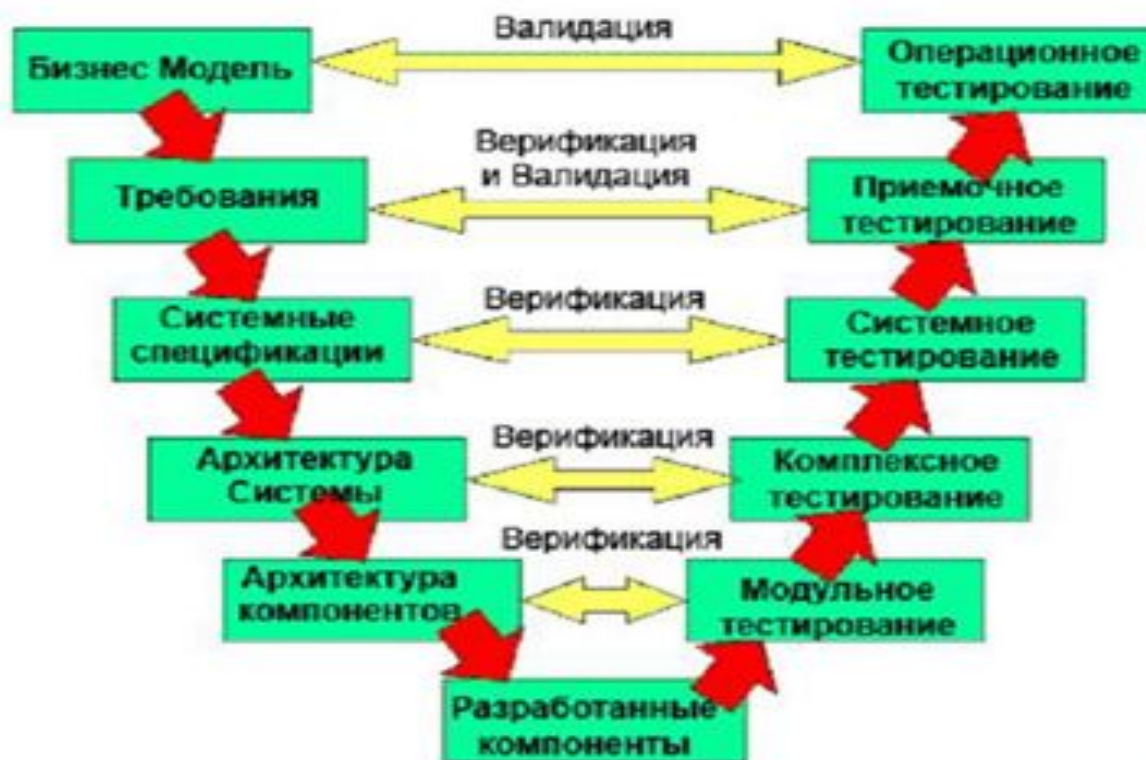 Валидация
Бизнес Модель
Операционное
тестирование
Верификация
и Валидация
Требования
Приемочное
тестирование
Верификация
Системные
спецификации
Системное
тестирование
Верификация
Архитектура
Системы
Комплексное
тестирование
Верификация
Архитектура
компонентов
Модульное
тестирование
Разработанные
компоненты